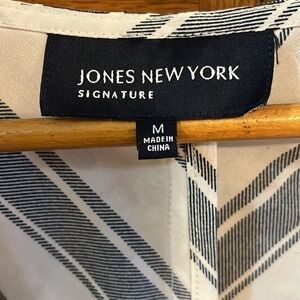 JONES NEW YORK
SIGNATURE
M
MADE IN
CHINA